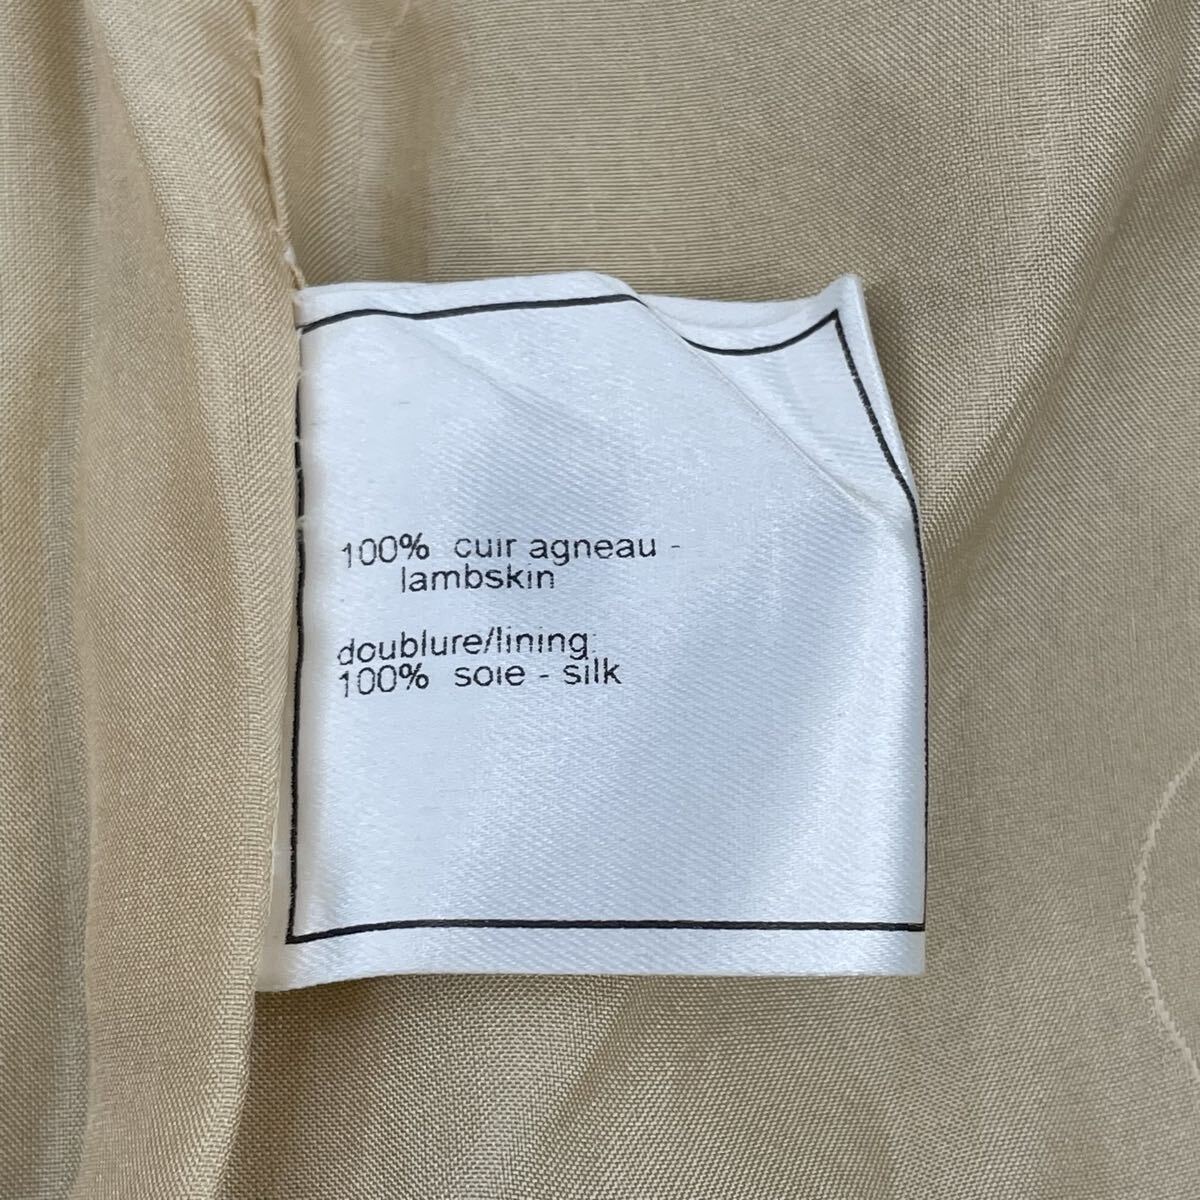 100% cuir agneau -
lambskin
doublure/lining:
100% soie - silk